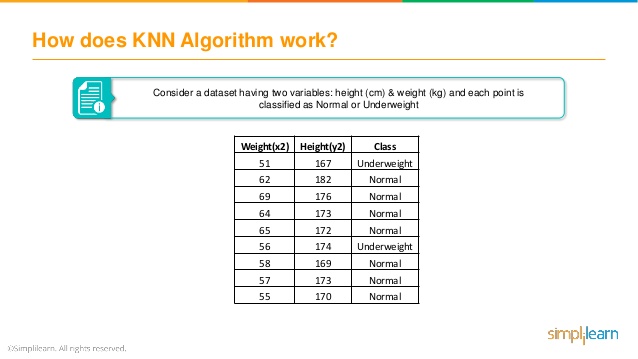 How does KNN Algorithm work?
Consider a dataset having two variables: height (cm) & weight (kg) and each point is
classified as Normal or Underweight
Weight(x2) Height(y2) Class
51 167 Underweight
62 182 Normal
69 176 Normal
64 173 Normal
65 172 Normal
56 174 Underweight
58 169 Normal
57 173 Normal
55 170 Normal
simplilearn
©Simplilearn. All rights reserved.